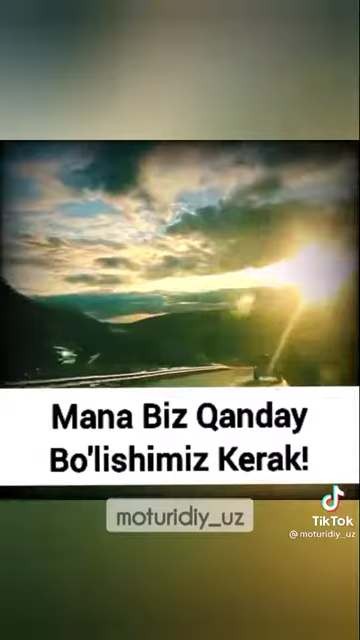 Mana Biz Qanday
Bo'lishimiz Kerak!
moturidiy_uz
TikTok
@moturidiy_uz